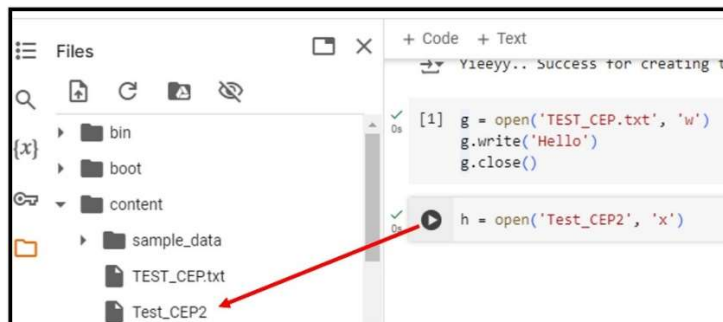 Files
bin
boot
content
sample_data
TEST_CEP.txt
Test_CEP2
{x}
+ Code + Text
Yieeyy.. Success for creating t
0s
[1] g = open('TEST_CEP.txt', 'w')
g.write('Hello')
g.close()
0s
h = open('Test_CEP2', 'x')